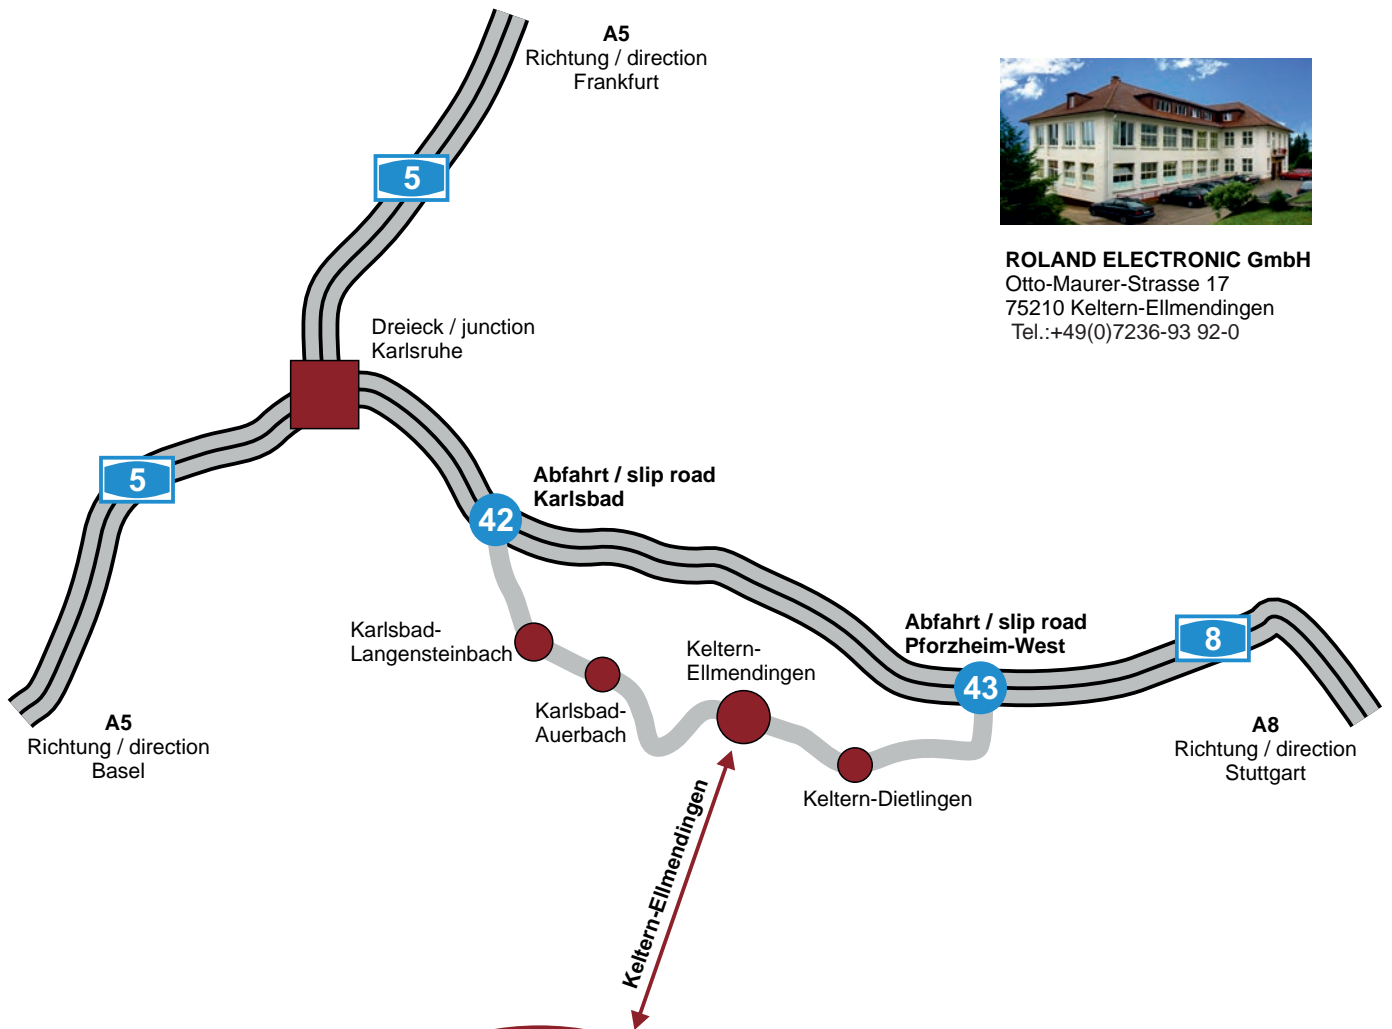 A5
Richtung / direction
Frankfurt
5
ROLAND ELECTRONIC GmbH
Otto-Maurer-Strasse 17
75210 Keltern-Ellmendingen
Tel.:+49(0)7236-93 92-0
Dreieck / junction
Karlsruhe
5
Abfahrt / slip road
Karlsbad
42
Karlsbad-
Langensteinbach
Karlsbad-
Auerbach
Keltern-
Ellmendingen
Abfahrt / slip road
Pforzheim-West
43
8
A5
Richtung / direction
Basel
A8
Richtung / direction
Stuttgart
Keltern-Dietlingen
Keltern-Ellmendingen